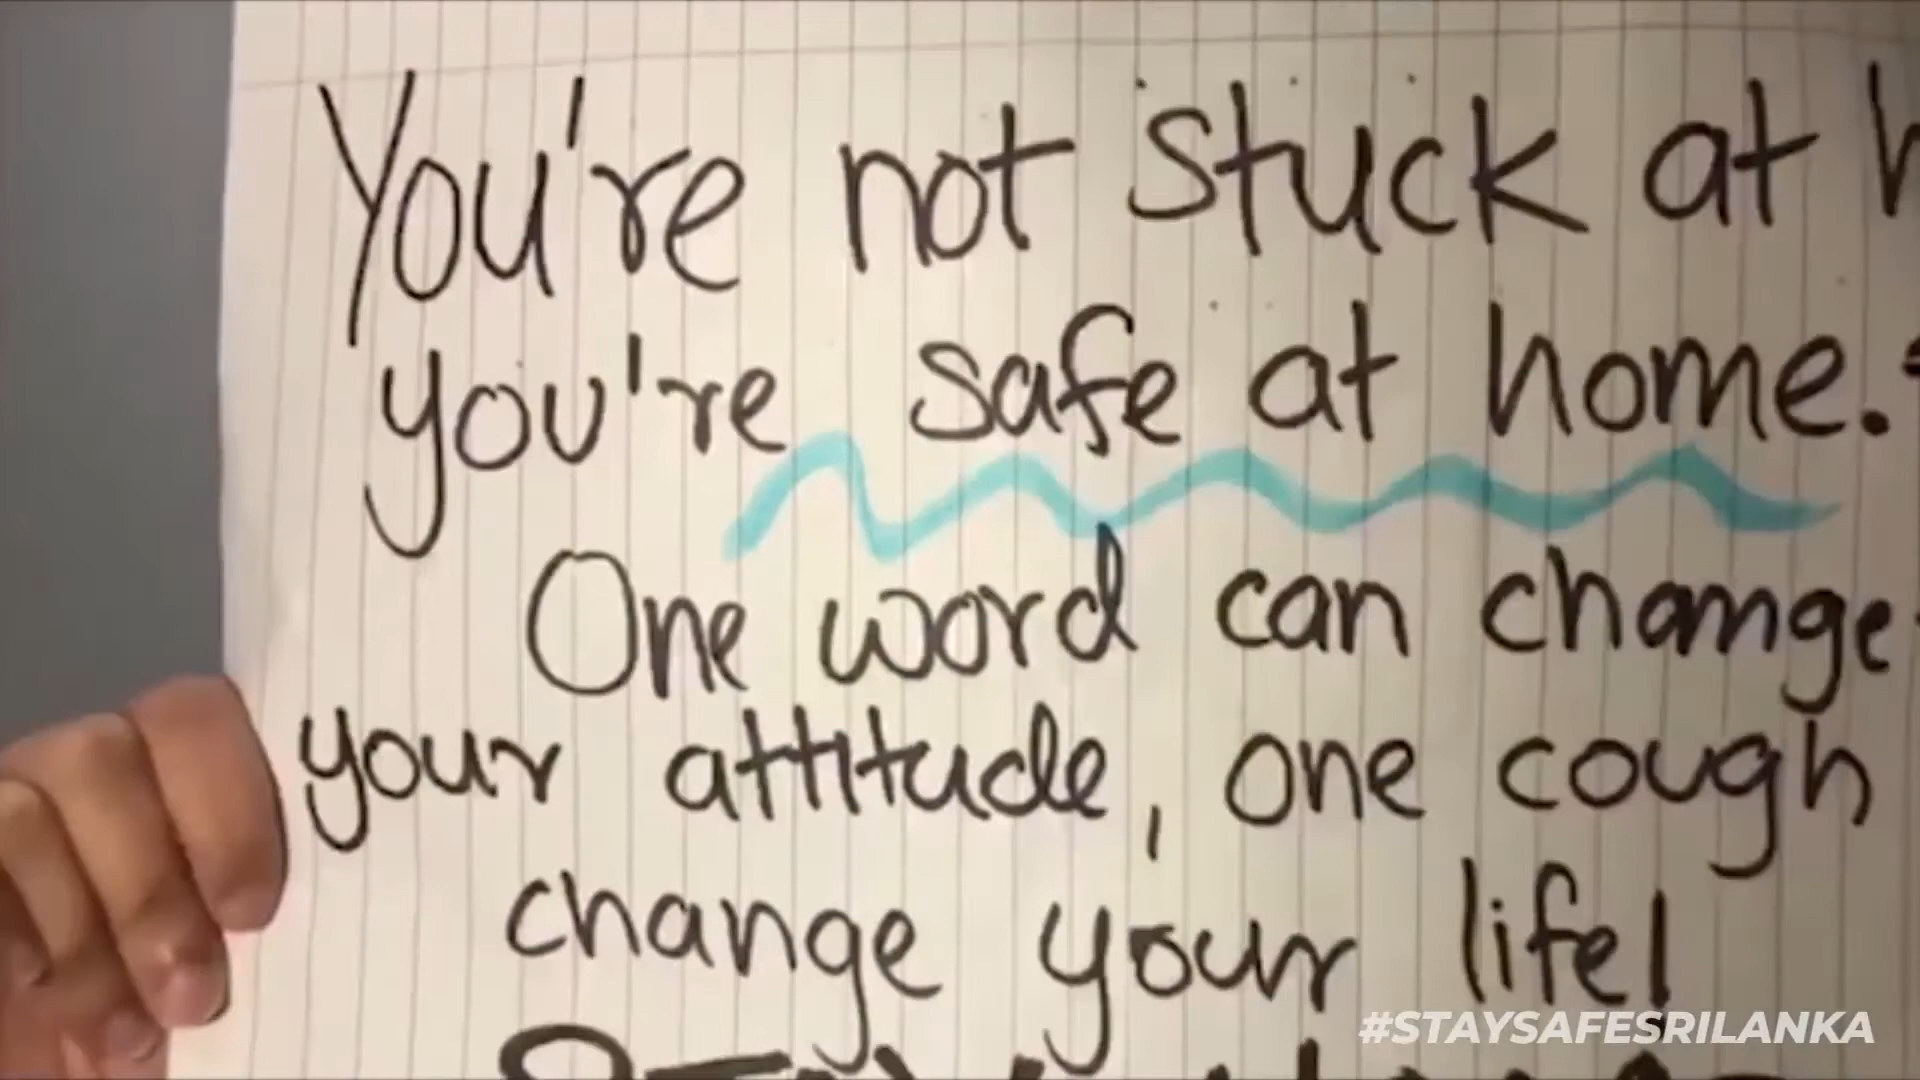 You're not stuck at h
you're safe at home.
One word can change
your attitude, one cough
change your life!
#STAYSAFESRILANKA